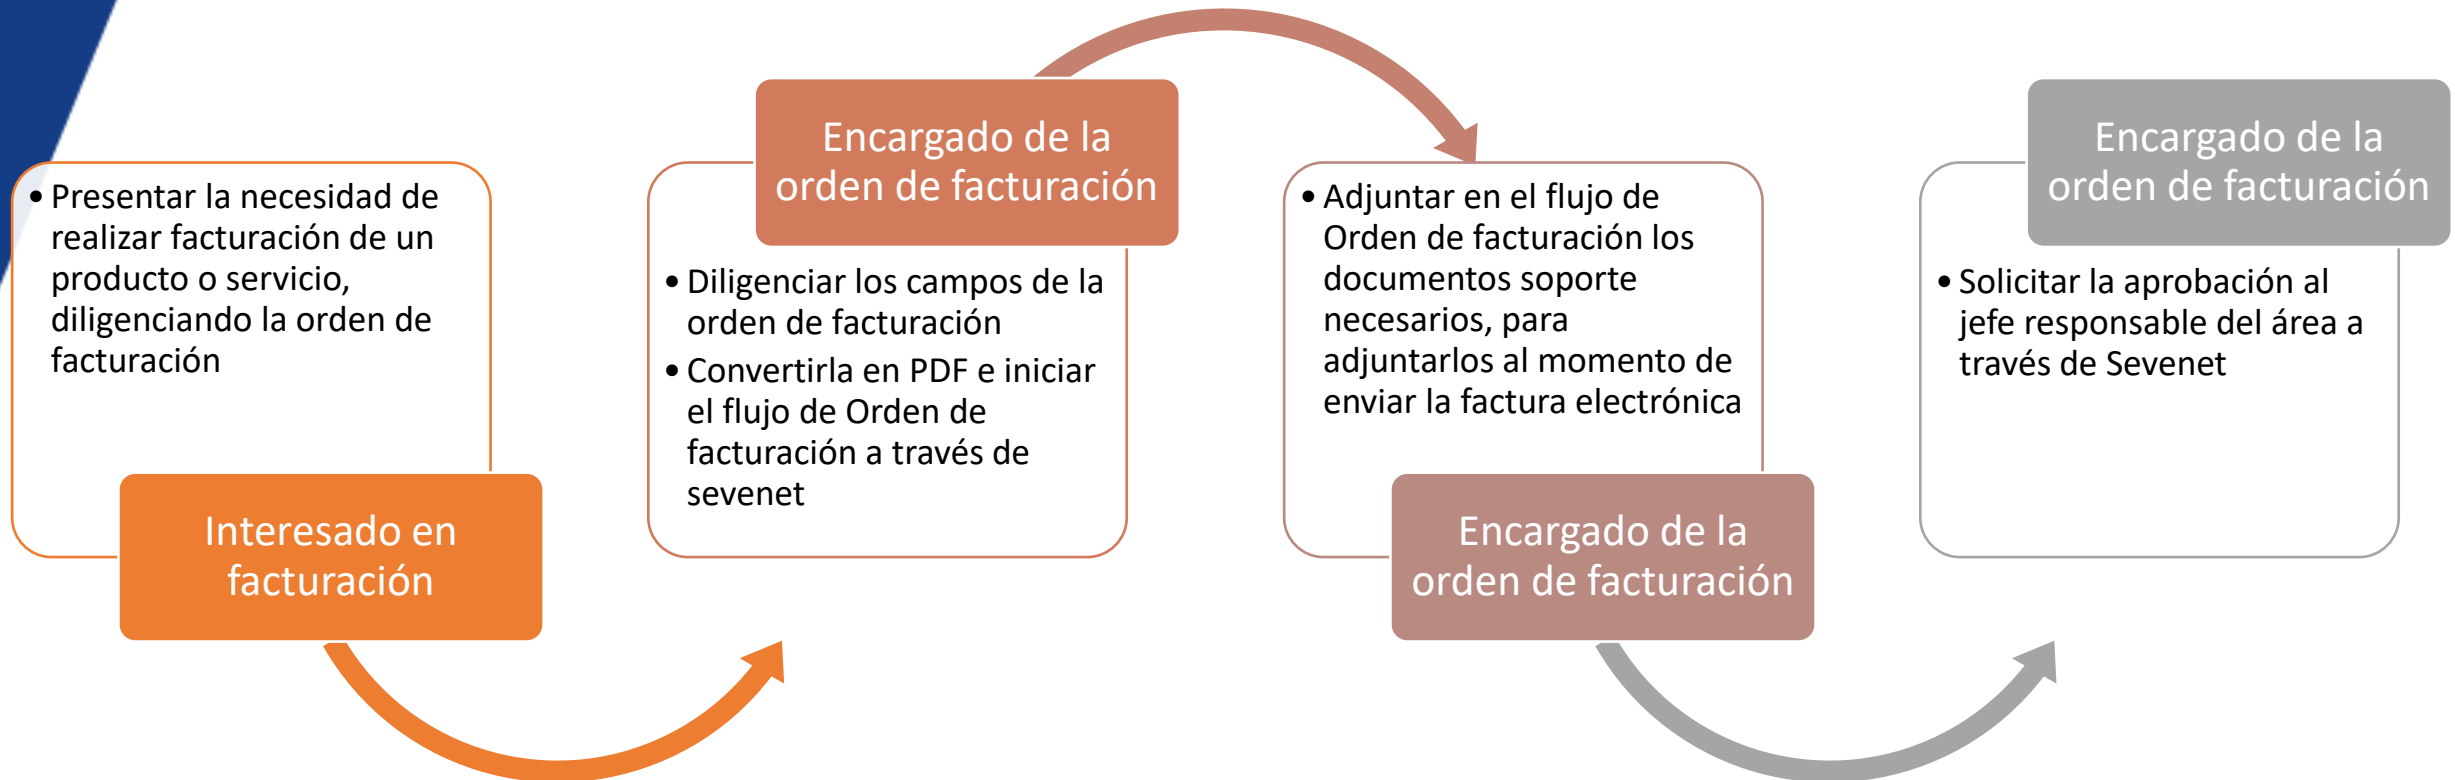 • Presentar la necesidad de
realizar facturación de un
producto o servicio,
diligenciando la orden de
facturación
Interesado en
facturación
Encargado de la
orden de facturación
• Diligenciar los campos de la
orden de facturación
• Convertirla en PDF e iniciar
el flujo de Orden de
facturación a través de
sevenet
• Adjuntar en el flujo de
Orden de facturación los
documentos soporte
necesarios, para
adjuntarlos al momento de
enviar la factura electrónica
Encargado de la
orden de facturación
Encargado de la
orden de facturación
• Solicitar la aprobación al
jefe responsable del área a
través de Sevenet